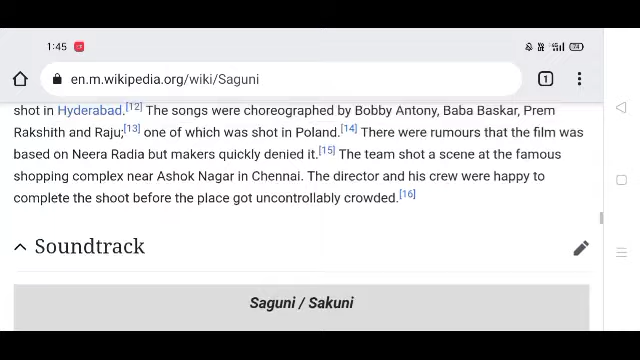 1:45
en.m.wikipedia.org/wiki/Saguni
1
shot in Hyderabad.[12] The songs were choreographed by Bobby Antony, Baba Baskar, Prem
Rakshith and Raju;[13] one of which was shot in Poland.[14] There were rumours that the film was
based on Neera Radia but makers quickly denied it.[15] The team shot a scene at the famous
shopping complex near Ashok Nagar in Chennai. The director and his crew were happy to
complete the shoot before the place got uncontrollably crowded.[16]
Soundtrack
Saguni / Sakuni